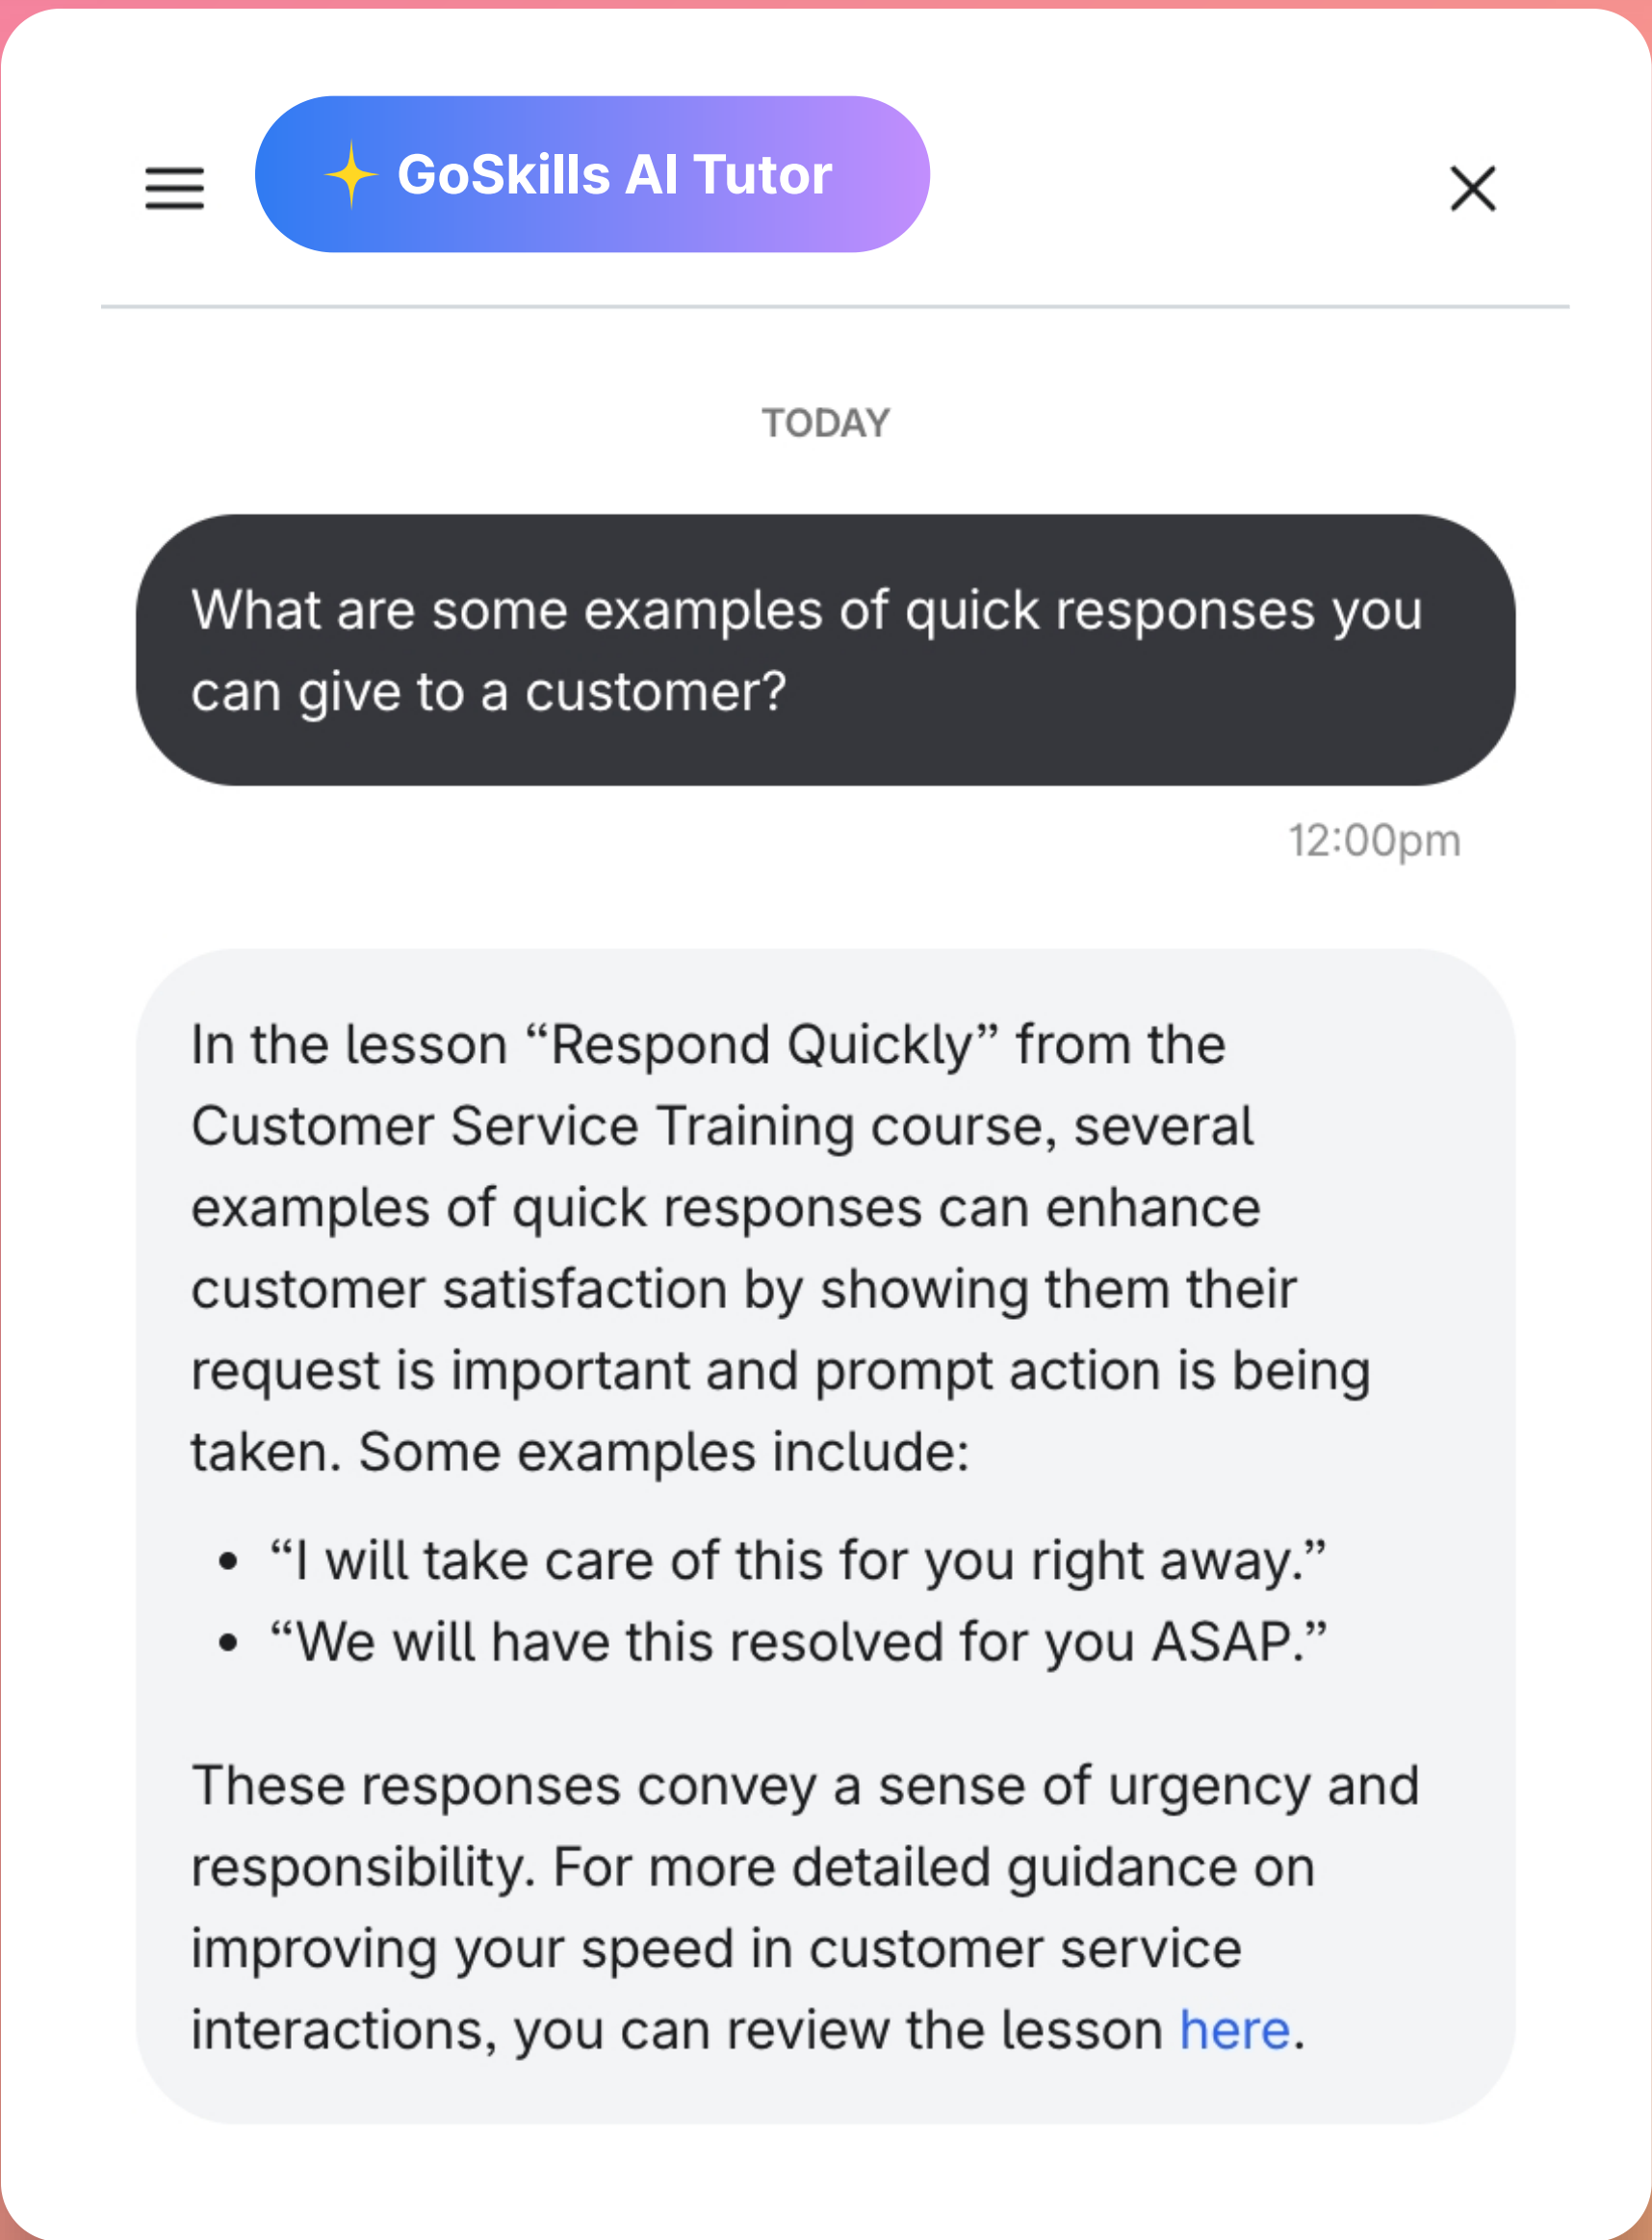 GoSkills AI Tutor
TODAY
What are some examples of quick responses you
can give to a customer?
12:00pm
In the lesson “Respond Quickly” from the
Customer Service Training course, several
examples of quick responses can enhance
customer satisfaction by showing them their
request is important and prompt action is being
taken. Some examples include:
• “I will take care of this for you right away.”
• “We will have this resolved for you ASAP.”
These responses convey a sense of urgency and
responsibility. For more detailed guidance on
improving your speed in customer service
interactions, you can review the lesson here.